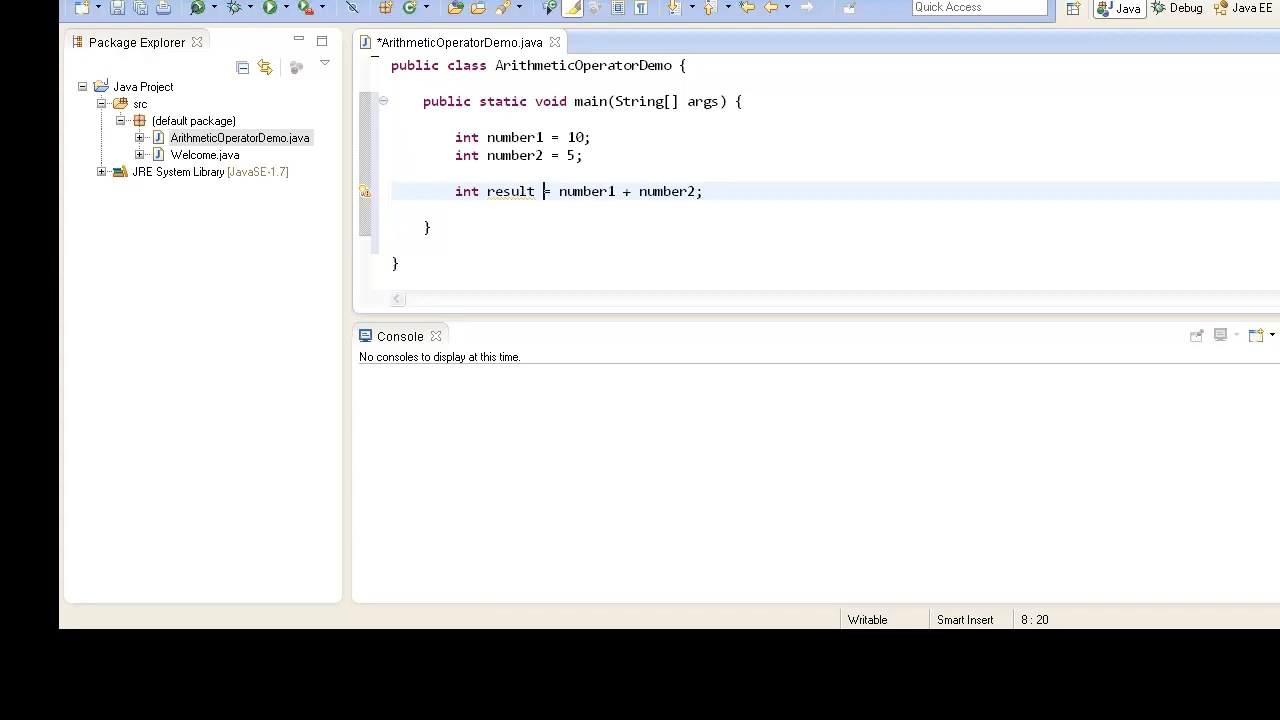 Quick Access
Java
Debug
Java EE
Package Explorer
Java Project
src
(default package)
ArithmeticOperatorDemo.java
Welcome.java
JRE System Library [JavaSE-1.7]
*ArithmeticOperatorDemo.java
public class ArithmeticOperatorDemo {
public static void main(String[] args) {
int number1 = 10;
int number2 = 5;
int result = number1 + number2;
}
}
Console
No consoles to display at this time.
Writable
Smart Insert
8 : 20